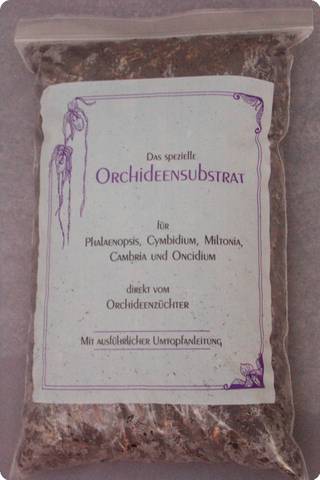 Das spezielle
Orchideensubstrat
für
Phalaenopsis, Cymbidium, Miltonia,
Cambria und Oncidium
direkt vom
Orchideenzüchter
Mit ausführlicher Umtopfanleitung